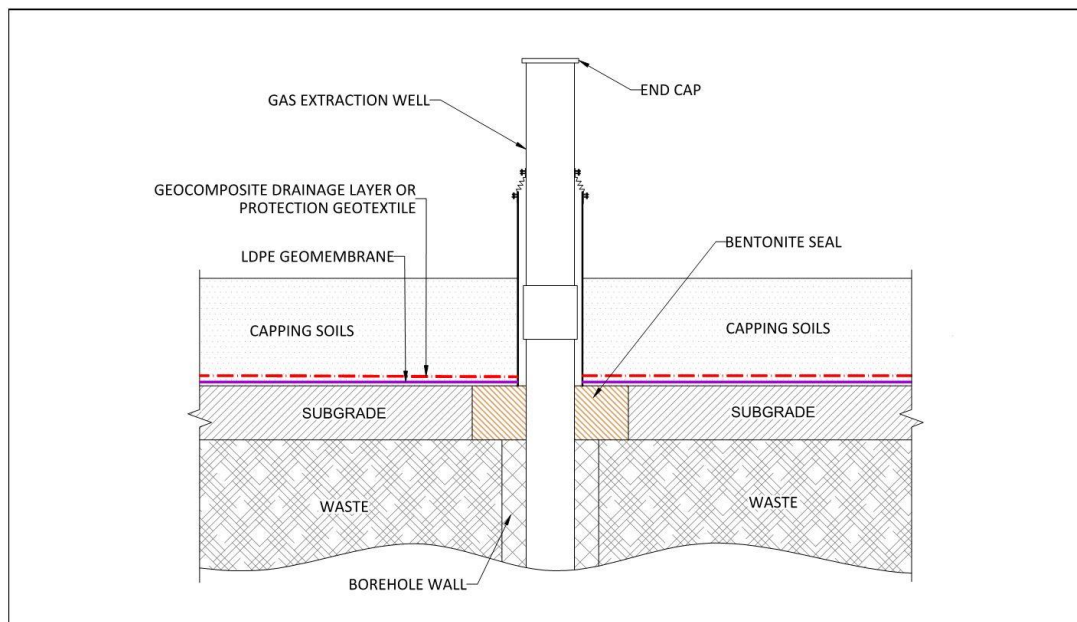 END CAP
GAS EXTRACTION WELL
GEOCOMPOSITE DRAINAGE LAYER OR
PROTECTION GEOTEXTILE
BENTONITE SEAL
LDPE GEOMEMBRANE
CAPPING SOILS
CAPPING SOILS
SUBGRADE
SUBGRADE
WASTE
WASTE
BOREHOLE WALL